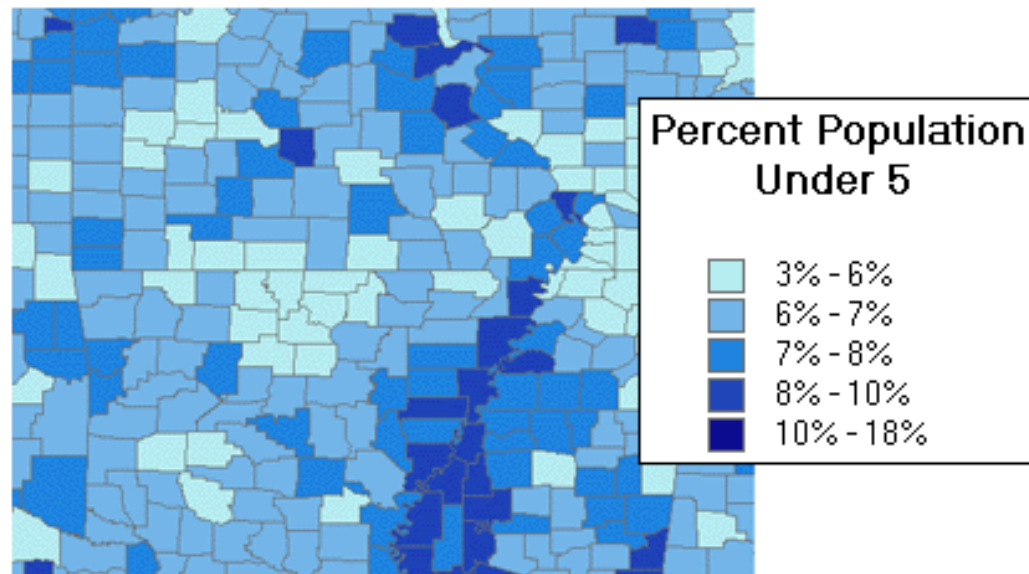 Percent Population
Under 5
3% - 6%
6% - 7%
7% - 8%
8% - 10%
10% - 18%